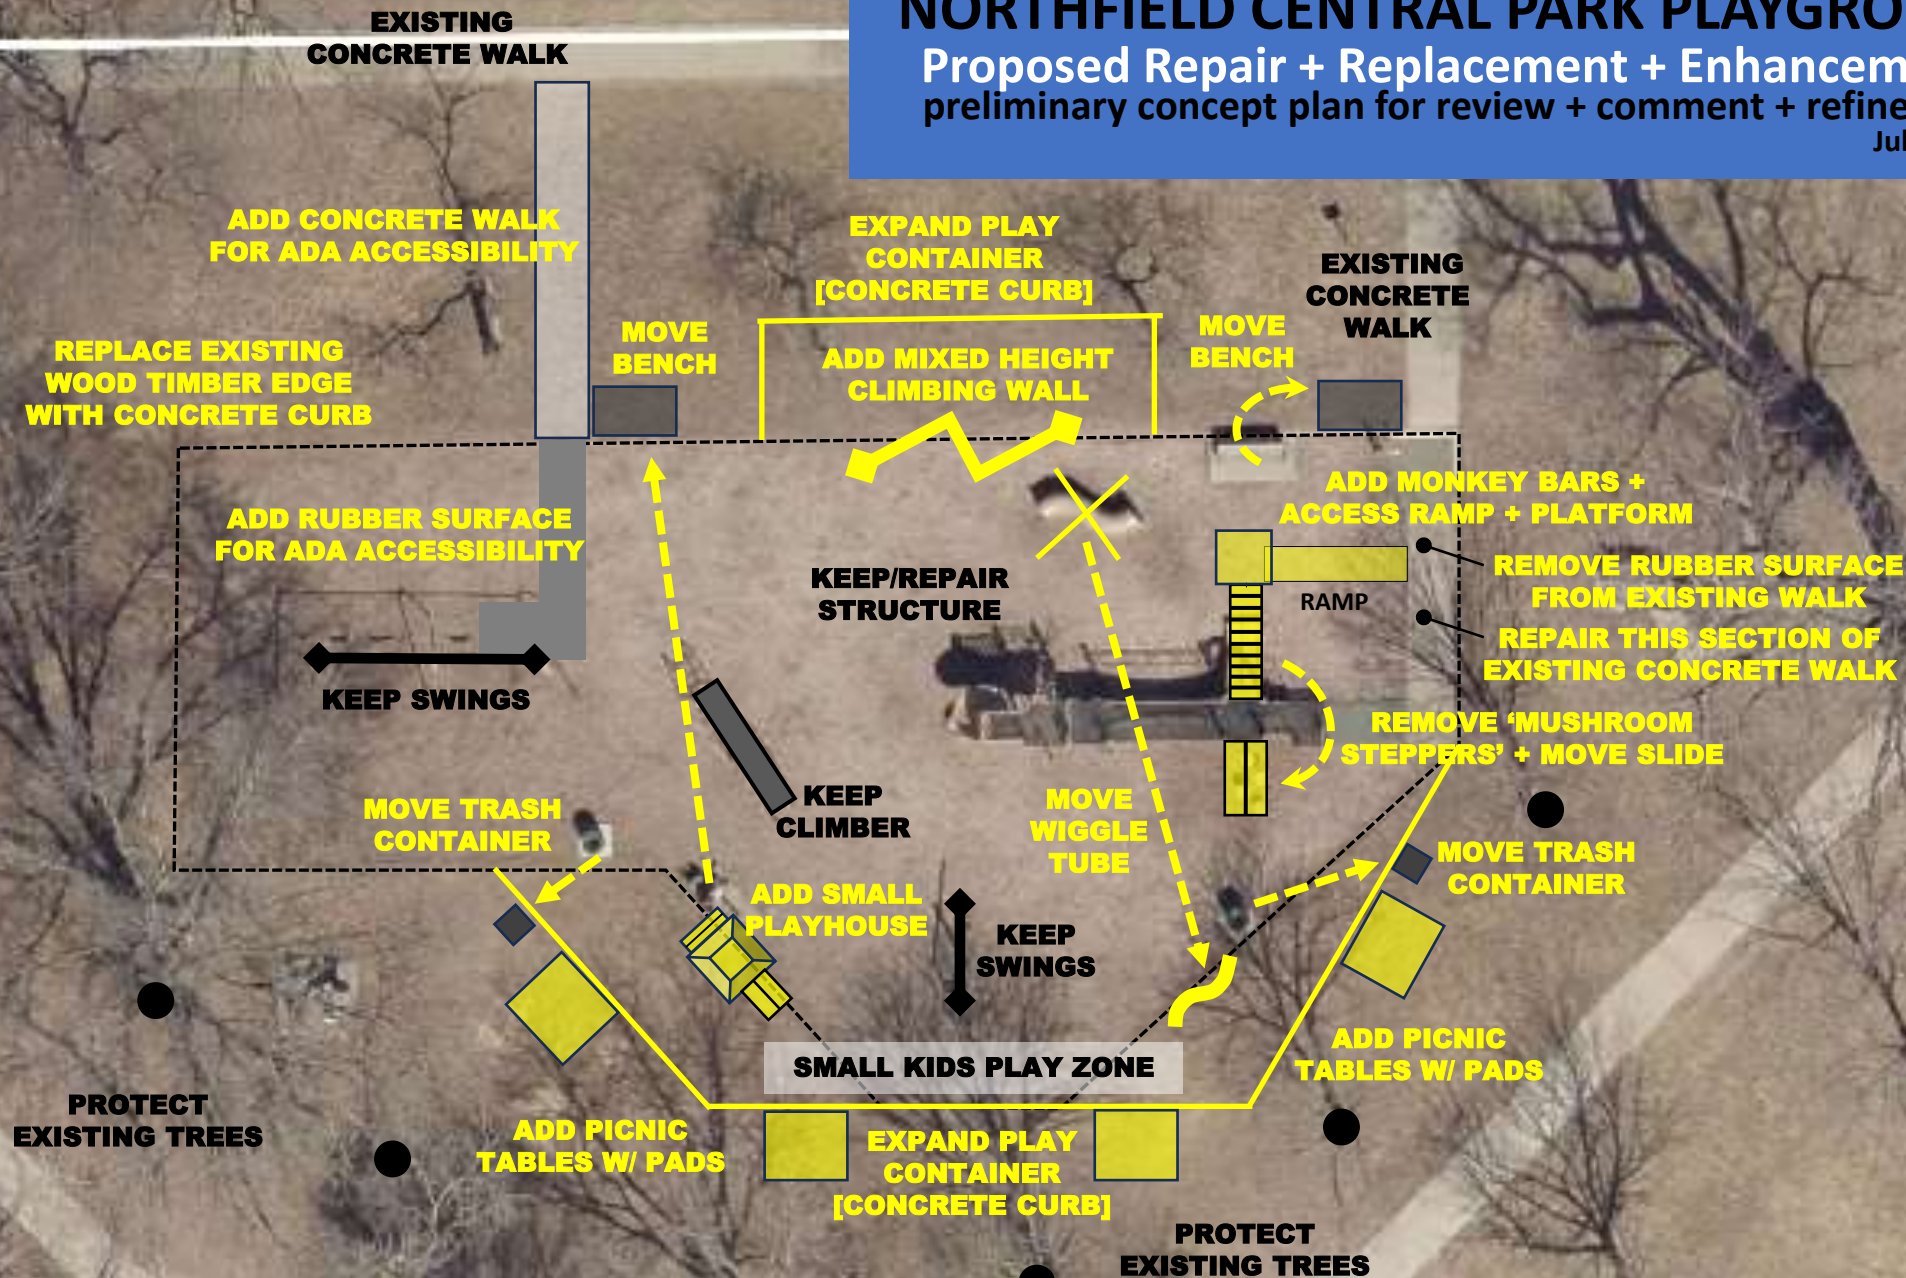 EXISTING
CONCRETE WALK
NORTHFIELD CENTRAL PARK
Proposed Repair + Replacement +
preliminary concept plan for review + comment +
ADD CONCRETE WALK
FOR ADA ACCESSIBILITY
EXPAND PLAY
CONTAINER
[CONCRETE CURB]
EXISTING
CONCRETE
WALK
REPLACE EXISTING
WOOD TIMBER EDGE
WITH CONCRETE CURB
MOVE
BENCH
ADD MIXED HEIGHT
CLIMBING WALL
MOVE
BENCH
ADD RUBBER SURFACE
FOR ADA ACCESSIBILITY
ADD MONKEY BARS +
ACCESS RAMP + PLATFORM
KEEP/REPAIR
STRUCTURE
RAMP
REMOVE RUBBER SURFACE
FROM EXISTING WALK
REPAIR THIS SECTION OF
EXISTING CONCRETE WALK
KEEP SWINGS
REMOVE ‘MUSHROOM
STEPPERS’ + MOVE SLIDE
MOVE TRASH
CONTAINER
KEEP
CLIMBER
MOVE
WIGGLE
TUBE
MOVE TRASH
CONTAINER
ADD SMALL
PLAYHOUSE
KEEP
SWINGS
SMALL KIDS PLAY ZONE
ADD PICNIC
TABLES W/ PADS
PROTECT
EXISTING TREES
ADD PICNIC
TABLES W/ PADS
EXPAND PLAY
CONTAINER
[CONCRETE CURB]
PROTECT
EXISTING TREES